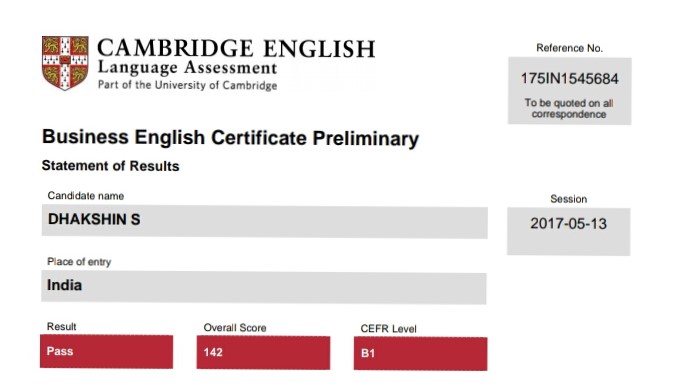 CAMBRIDGE ENGLISH
Language Assessment
Part of the University of Cambridge
Reference No.
175IN1545684
To be quoted on all
correspondence
Business English Certificate Preliminary
Statement of Results
Candidate name
DHAKSHIN S
Session
2017-05-13
Place of entry
India
Result
Overall Score
CEFR Level
Pass
142
B1